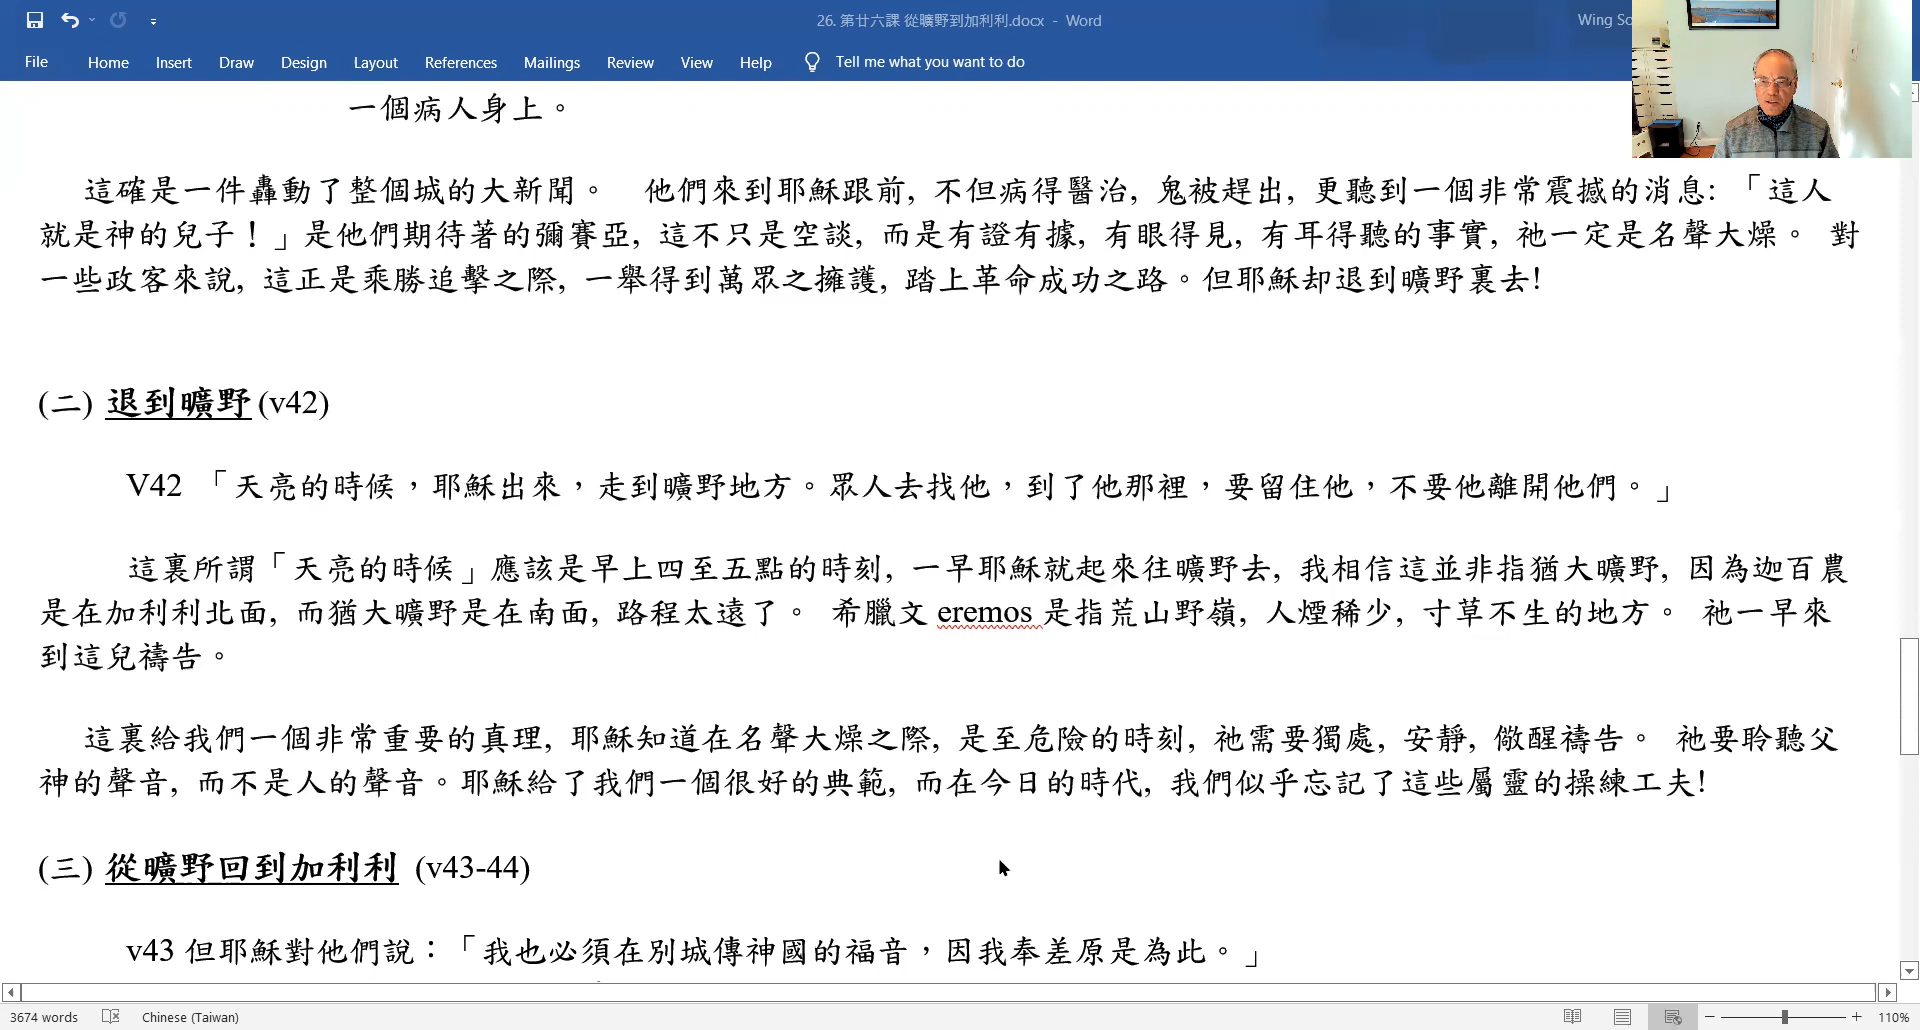 26. 第廿六課 從曠野到加利利.docx - Word
Wing
File Home Insert Draw Design Layout References Mailings Review View Help Tell me what you want to do
一個病人身上。
這確是一件轟動了整個城的大新聞。 他們來到耶穌跟前, 不但病得醫治, 鬼被趕出, 更聽到一個非常震撼的消息: 「這人
就是神的兒子！」是他們期待著的彌賽亞, 這不只是空談, 而是有證有據, 有眼得見, 有耳得聽的事實, 祂一定是名聲大燥。 對
一些政客來說, 這正是乘勝追擊之際, 一舉得到萬眾之擁護, 踏上革命成功之路。但耶穌却退到曠野裏去!
(二) 退到曠野 (v42)
V42 「天亮的時候，耶穌出來，走到曠野地方。眾人去找他，到了他那裡，要留住他，不要他離開他們。」
這裏所謂「天亮的時候」應該是早上四至五點的時刻, 一早耶穌就起來往曠野去, 我相信這並非指猶大曠野, 因為迦百農
是在加利利北面, 而猶大曠野是在南面, 路程太遠了。 希臘文 eremos 是指荒山野嶺, 人煙稀少, 寸草不生的地方。 祂一早來
到這兒禱告。
這裏給我們一個非常重要的真理, 耶穌知道在名聲大燥之際, 是至危險的時刻, 祂需要獨處, 安靜, 儆醒禱告。 祂要聆聽父
神的聲音, 而不是人的聲音。耶穌給了我們一個很好的典範, 而在今日的時代, 我們似乎忘記了這些屬靈的操練工夫!
(三) 從曠野回到加利利 (v43-44)
v43 但耶穌對他們說：「我也必須在別城傳神國的福音，因我奉差原是為此。」
3674 words Chinese (Taiwan) 110%